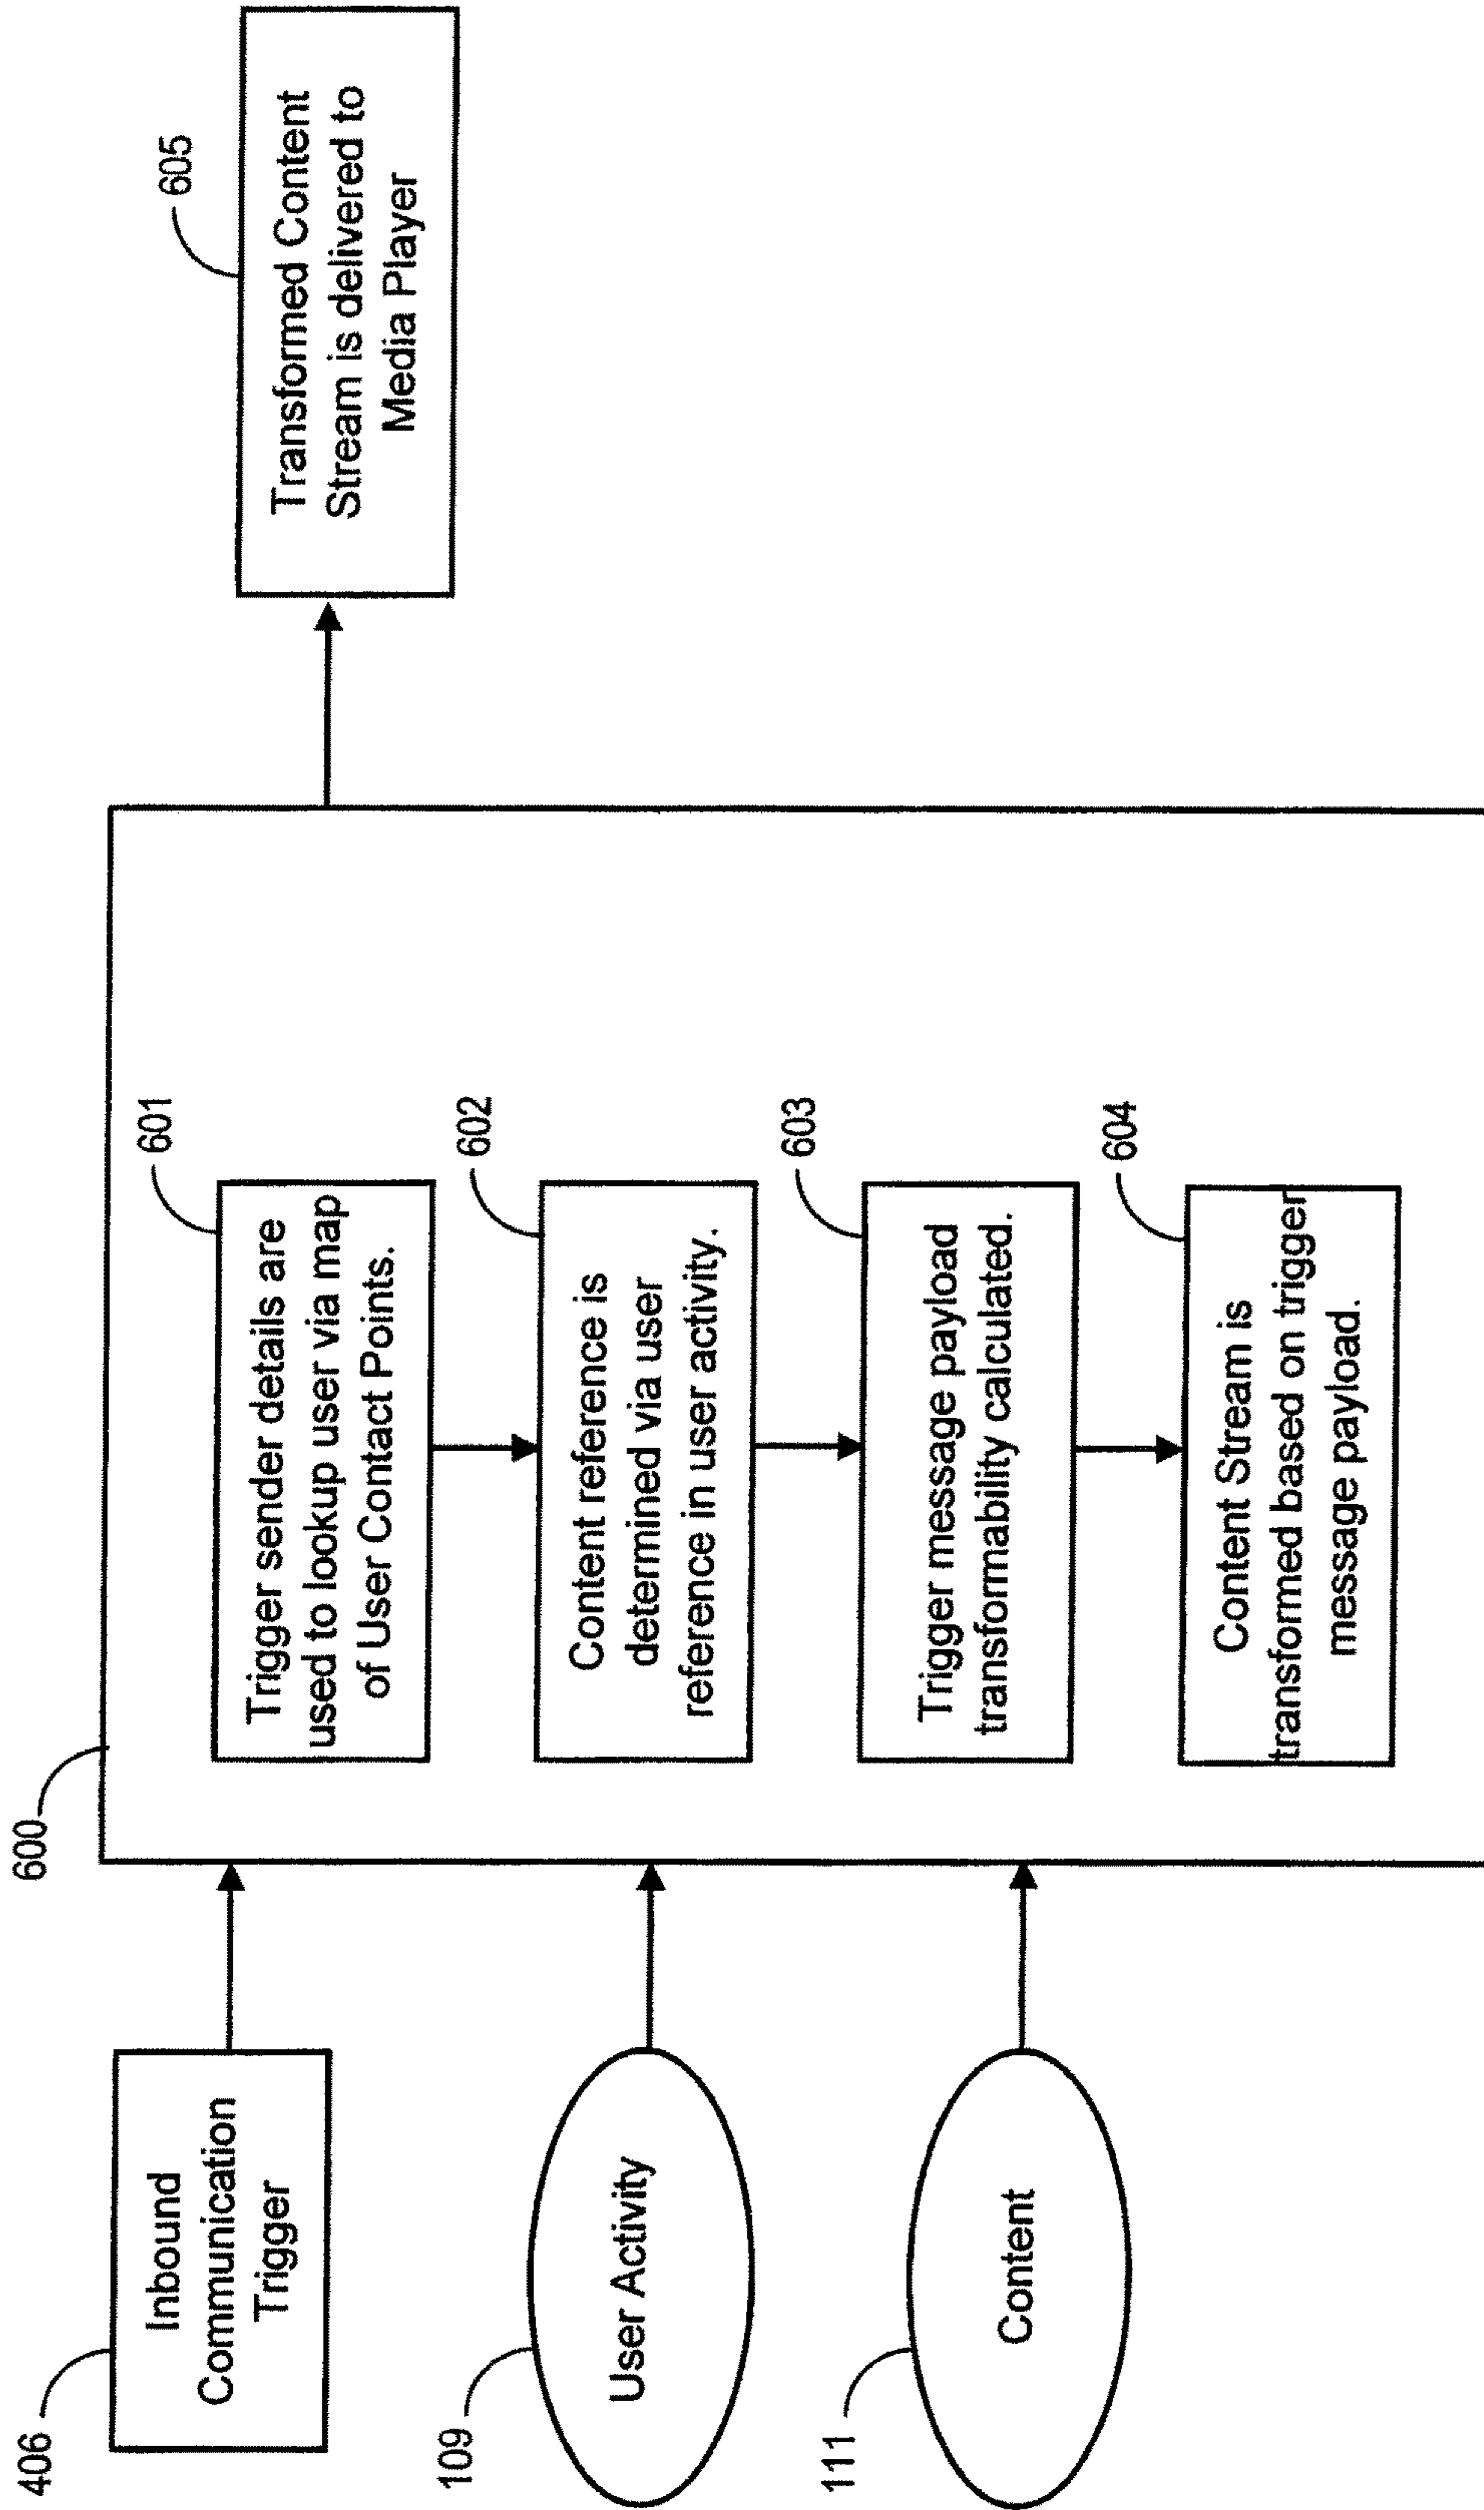 406
Inbound
Communication
Trigger
109
User Activity
111
Content
600
601
Trigger sender details are
used to lookup user via map
of User Contact Points.
602
Content reference is
determined via user
reference in user activity.
603
Trigger message payload
transformability calculated.
604
Content Stream is
transformed based on trigger
message payload.
605
Transformed Content
Stream is delivered to
Media Player